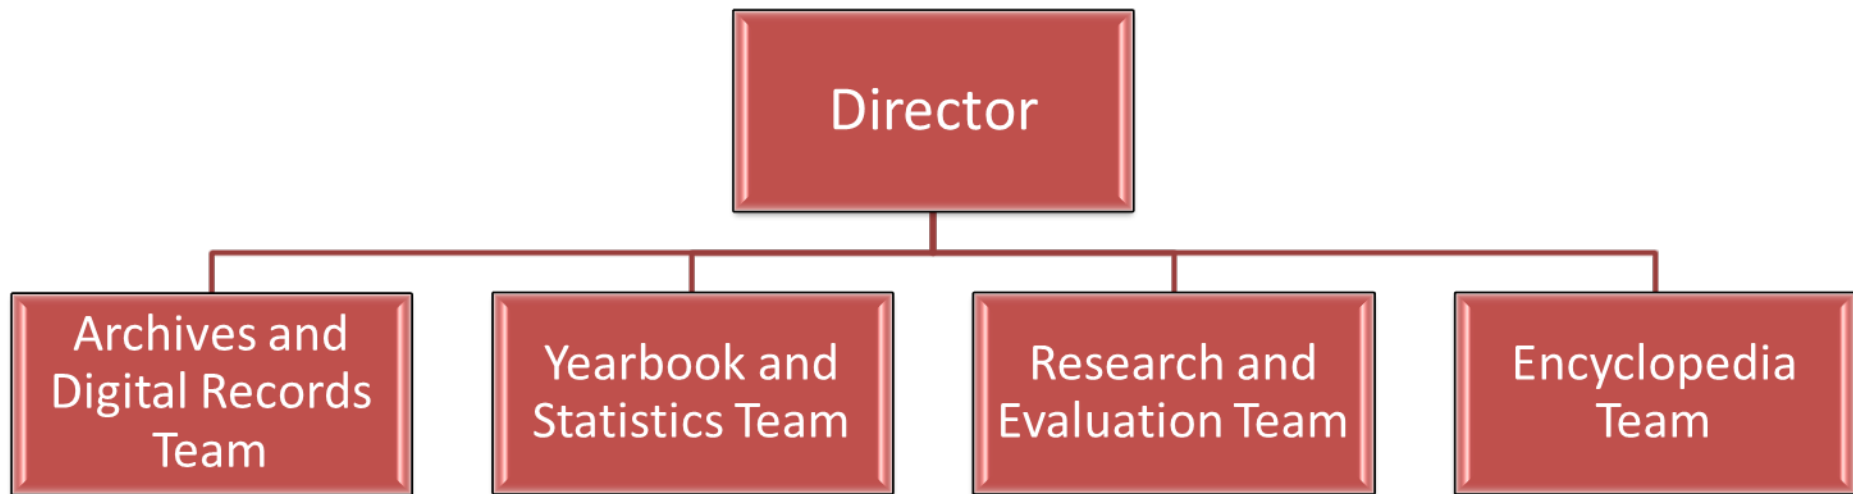 Director
Archives and
Digital Records
Team
Yearbook and
Statistics Team
Research and
Evaluation Team
Encyclopedia
Team